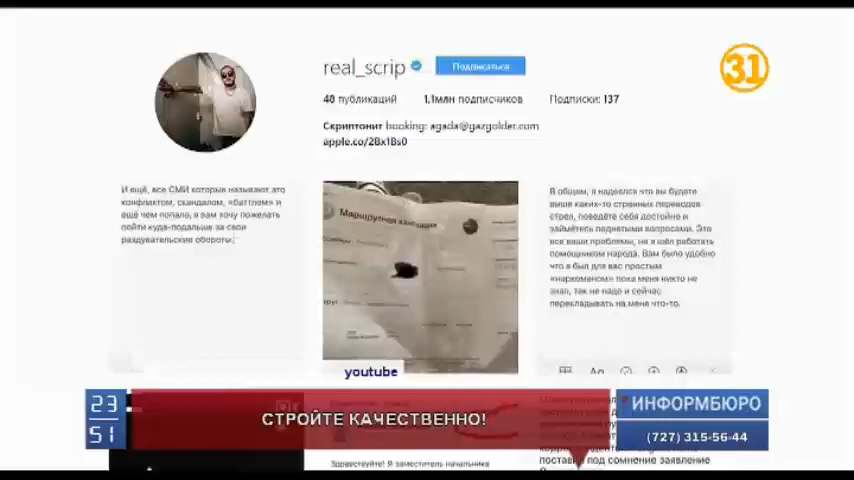 real_scrip
Подписаться
31
40 публикаций
1.1млн подписчиков
Подписки: 137
Скриптонит booking: agada@gazgolder.com
apple.co/2Bx1Bs0
И ещё, все СМИ которые называют это
конфликтом, скандалом, «баттлом» и
ещё чем попало, я вам хочу пожелать
пойти куда-подальше за свои
раздувательские обороты.
Маршрутная квитанция
В общем, я надеялся что вы будете
выше каких-то странных переводов
стрел, поведёте себя достойно и
займётесь поднятыми вопросами. Это
все ваши проблемы, не я шёл работать
помощником народа. Вам было удобно
что я был для вас простым
«наркоманом» пока меня никто не
знал, так не надо и сейчас
перекладывать на меня что-то.
Aa
youtube
23
51
СТРОЙТЕ КАЧЕСТВЕННО!
ИНФОРМБЮРО
(727) 315-56-44
Здравствуйте! Я заместитель начальника
поставил под сомнение заявление